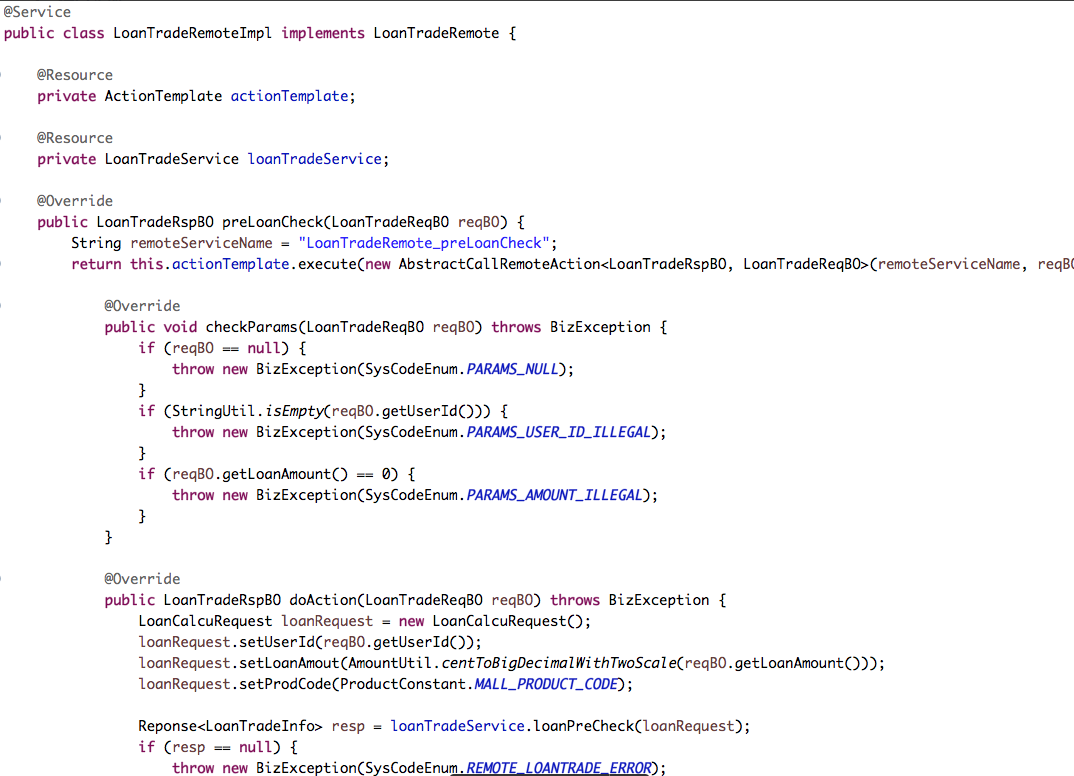 @Service
public class LoanTradeRemoteImpl implements LoanTradeRemote {
@Resource
private ActionTemplate actionTemplate;
@Resource
private LoanTradeService loanTradeService;
@Override
public LoanTradeRspBO preLoanCheck(LoanTradeReqBO reqBO) {
String remoteServiceName = "LoanTradeRemote_preLoanCheck";
return this.actionTemplate.execute(new AbstractCallRemoteAction<LoanTradeRspBO, LoanTradeReqBO>(remoteServiceName, reqBO
@Override
public void checkParams(LoanTradeReqBO reqBO) throws BizException {
if (reqBO == null) {
throw new BizException(SysCodeEnum.PARAMS_NULL);
}
if (StringUtil.isEmpty(reqBO.getUserId())) {
throw new BizException(SysCodeEnum.PARAMS_USER_ID_ILLEGAL);
}
if (reqBO.getLoanAmount() == 0) {
throw new BizException(SysCodeEnum.PARAMS_AMOUNT_ILLEGAL);
}
}
@Override
public LoanTradeRspBO doAction(LoanTradeReqBO reqBO) throws BizException {
LoanCalcuRequest loanRequest = new LoanCalcuRequest();
loanRequest.setUserId(reqBO.getUserId());
loanRequest.setLoanAmout(AmountUtil.centToBigDecimalWithTwoScale(reqBO.getLoanAmount()));
loanRequest.setProdCode(ProductConstant.MALL_PRODUCT_CODE);
Reponse<LoanTradeInfo> resp = loanTradeService.loanPreCheck(loanRequest);
if (resp == null) {
throw new BizException(SysCodeEnum.REMOTE_LOANTRADE_ERROR);